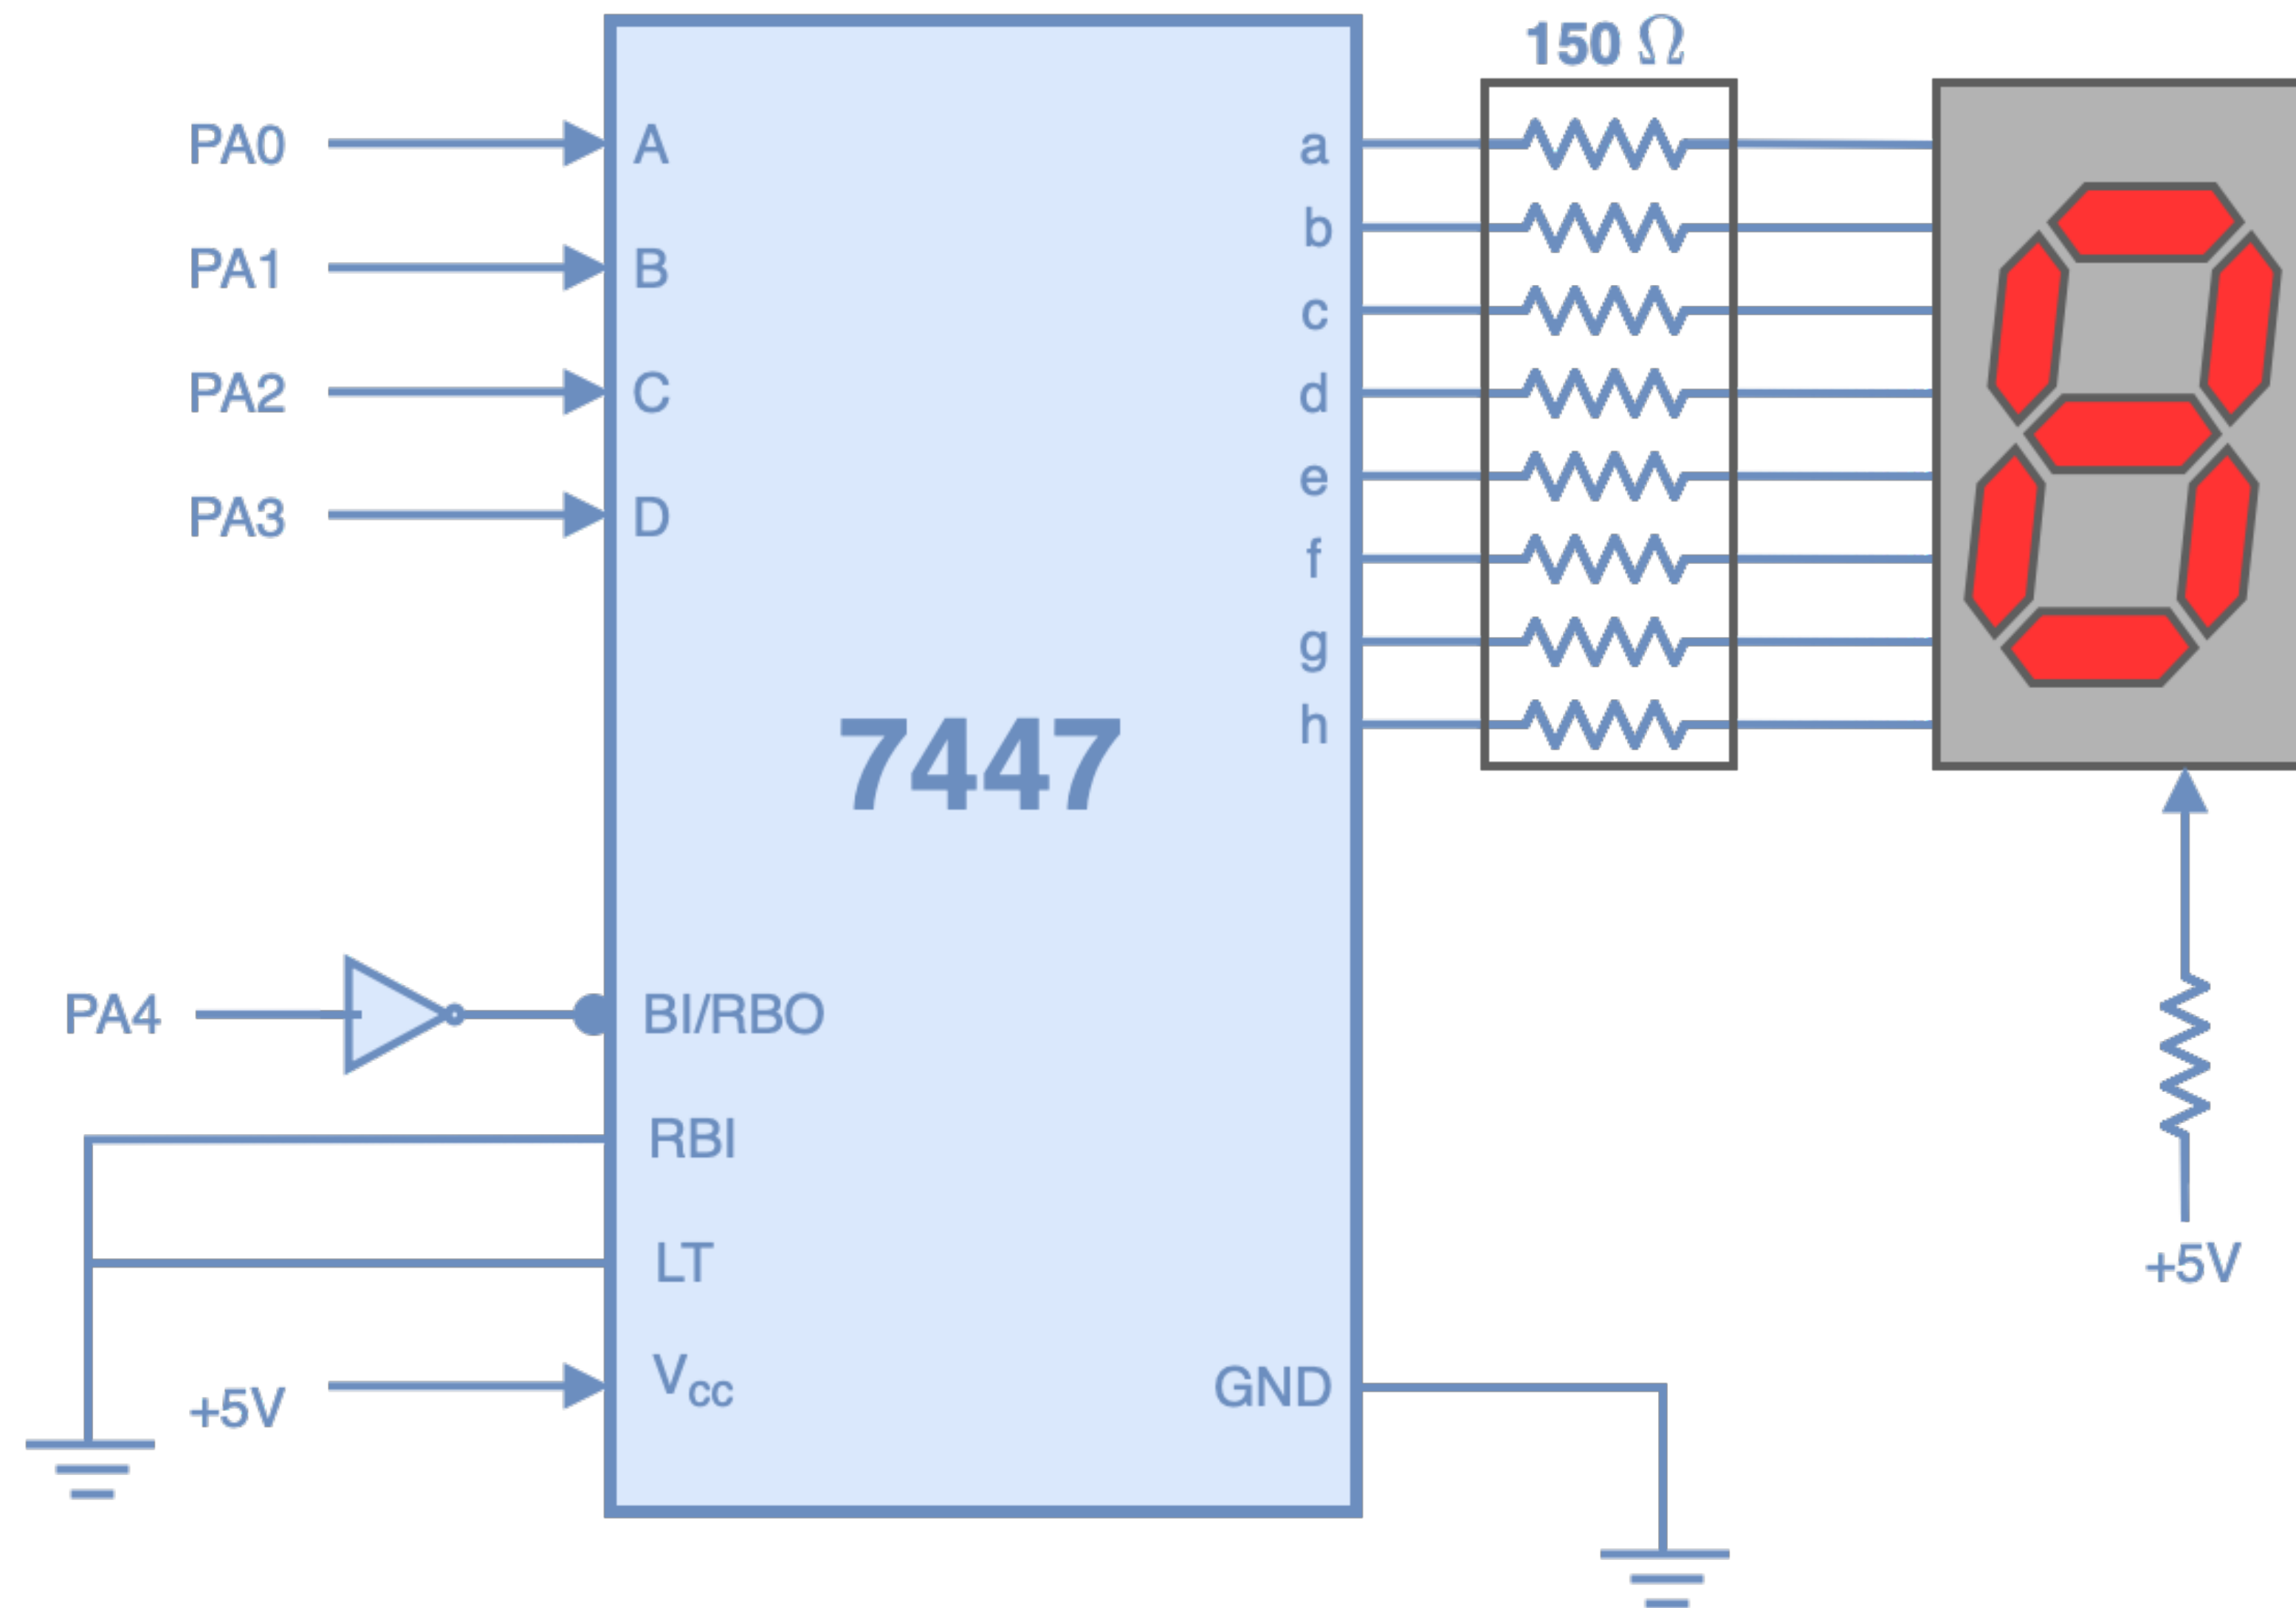 150 Ω
PA0
A
a
b
PA1
B
c
PA2
C
d
e
PA3
D
f
g
h
7447
PA4
BI/RBO
RBI
LT
+5V
+5V
VCC
GND